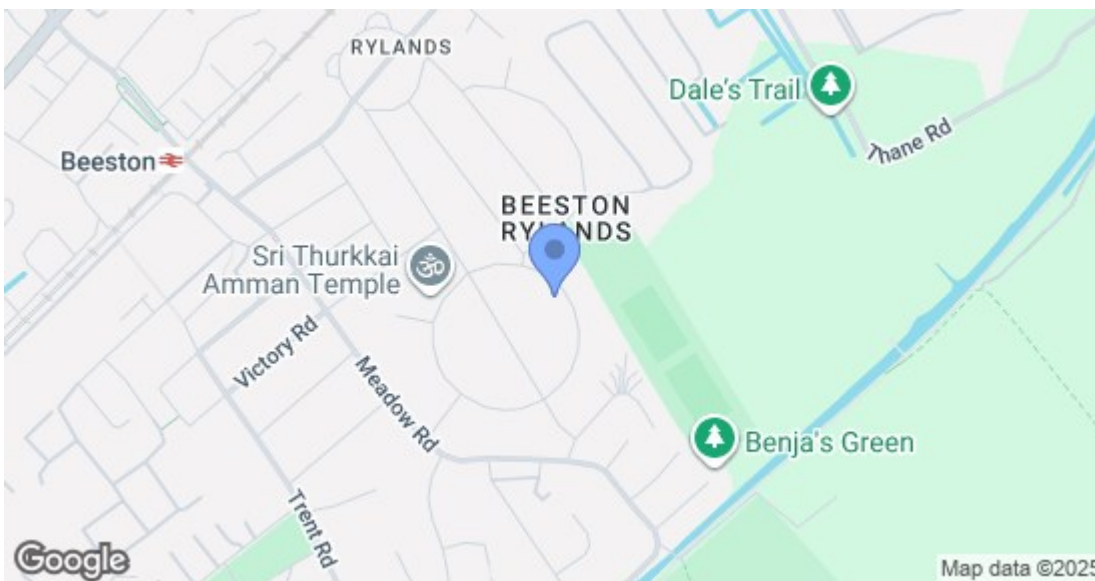 RYLANDS
Dale's Trail
Thane Rd
Beeston
BEESTON
RYLANDS
Sri Thurkkai
Amman Temple
ॐ
Victory Rd
Meadow Rd
Benja's Green
Trent Rd
Google
Map data ©2025